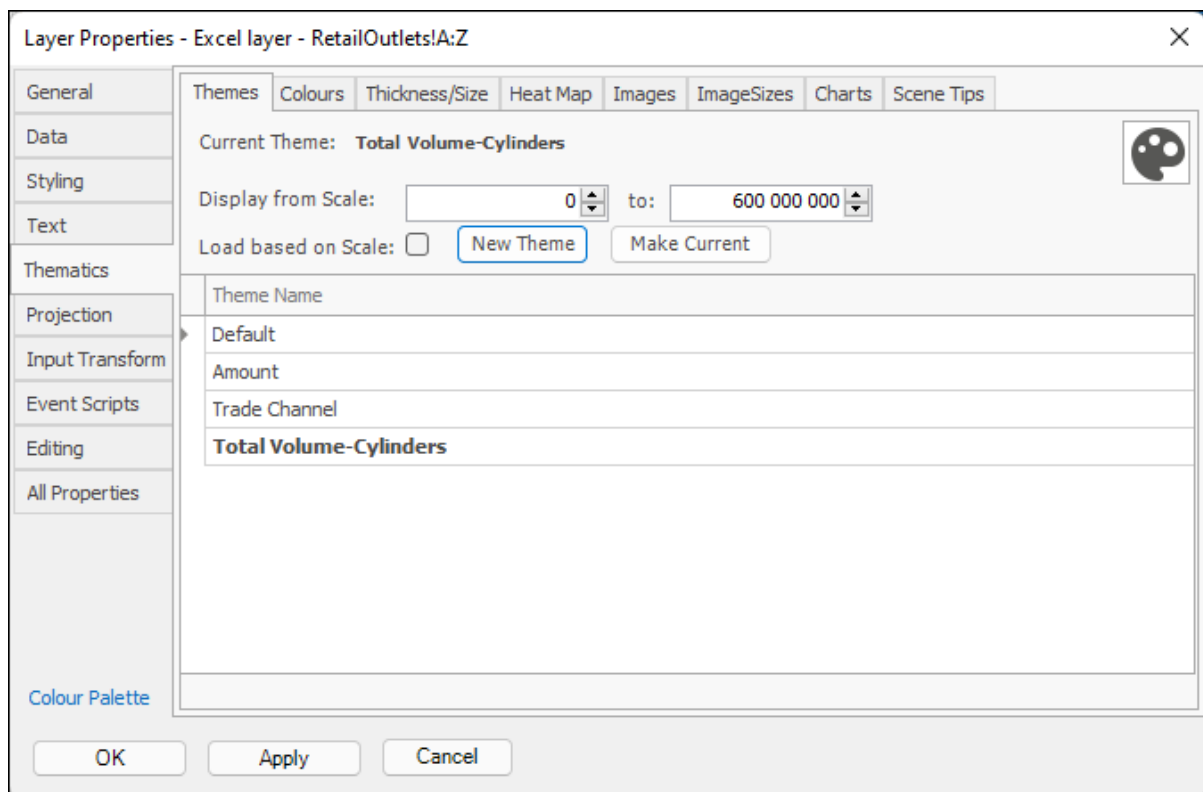 Layer Properties - Excel layer - RetailOutlets!A:Z
General
Data
Styling
Text
Thematics
Projection
Input Transform
Event Scripts
Editing
All Properties
Colour Palette
Themes Colours Thickness/Size Heat Map Images ImageSizes Charts Scene Tips
Current Theme: Total Volume-Cylinders
Display from Scale: 0 to: 600 000 000
Load based on Scale: New Theme Make Current
Theme Name
Default
Amount
Trade Channel
Total Volume-Cylinders
OK Apply Cancel